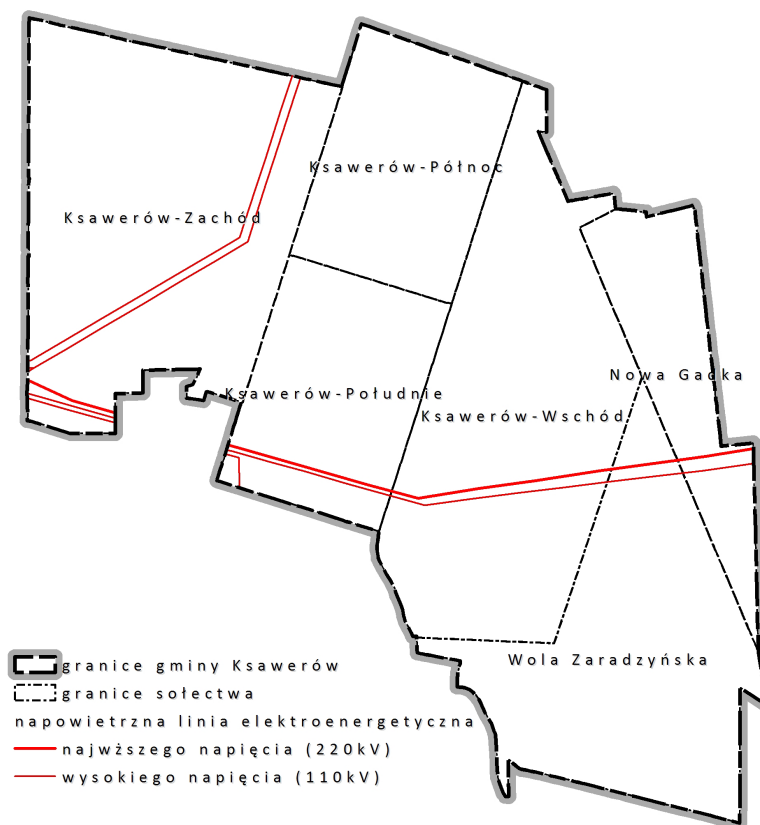 Ksawerów-Północ
Ksawerów-Zachód
Nowa Gadka
Ksawerów-Południe
Ksawerów-Wschód
Wola Zaradzyńska
granice gminy Ksawerów
granice sołectwa
napowietrzna linia elektroenergetyczna
najwższego napięcia (220kV)
wysokiego napięcia (110kV)